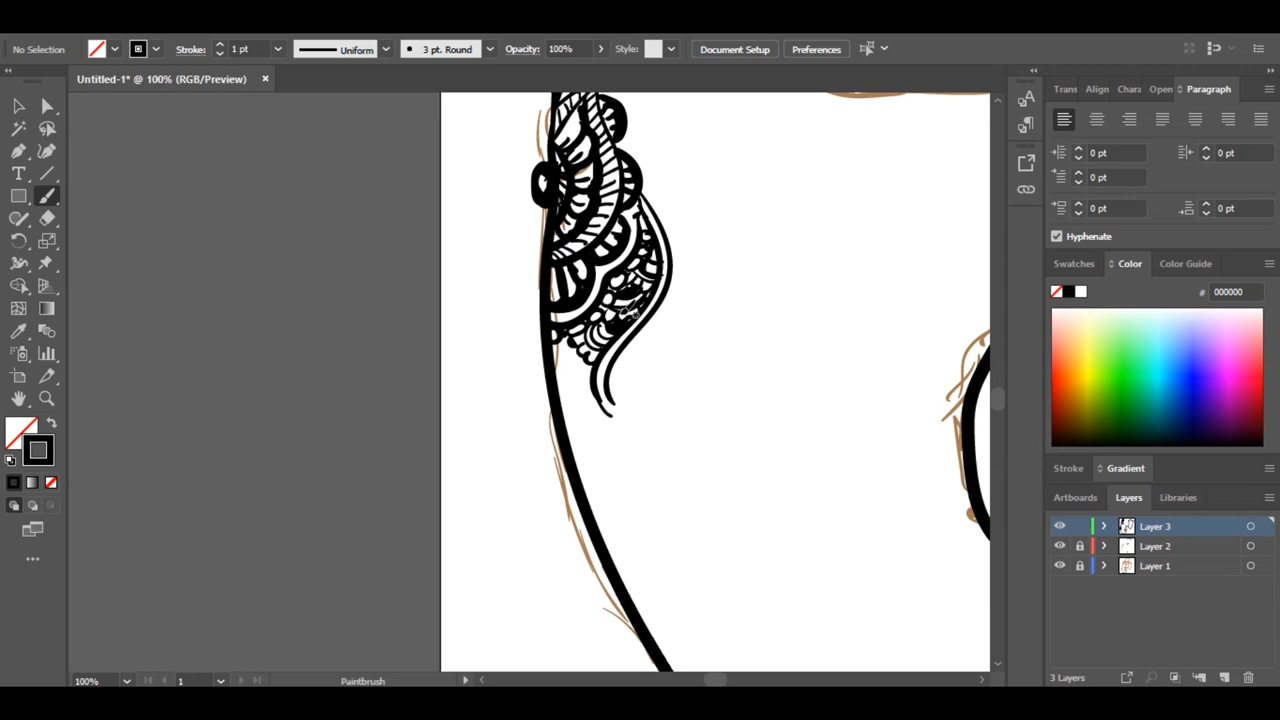 No Selection Stroke: 1 pt Uniform 3 pt. Round Opacity: 100% Style: Document Setup Preferences
Untitled-1* @ 100% (RGB/Preview)
Trans Align Chara Open Paragraph
0 pt 0 pt
0 pt
0 pt 0 pt
Hyphenate
Swatches Color Color Guide
# 000000
Stroke Gradient
Artboards Layers Libraries
Layer 3
Layer 2
Layer 1
100% 1 Paintbrush 3 Layers